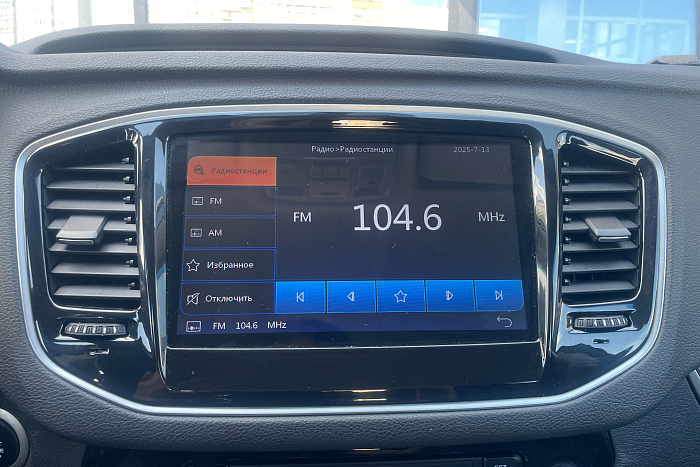 Радио>Радиостанции 2025-7-13
Радиостанции
FM
AM
Избранное
Отключить
FM 104.6 MHz
FM 104.6 MHz